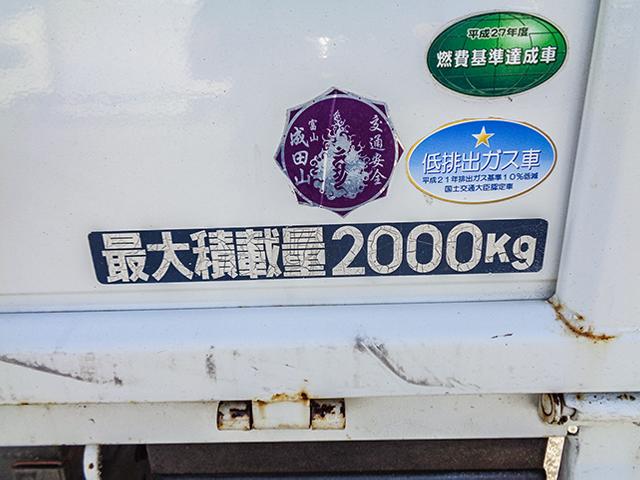 平成27年度
燃費基準達成車
交通安全
富山
成田山
低排出ガス車
平成21年排出ガス基準10%低減
国土交通大臣認定車
最大積載量2000Kg